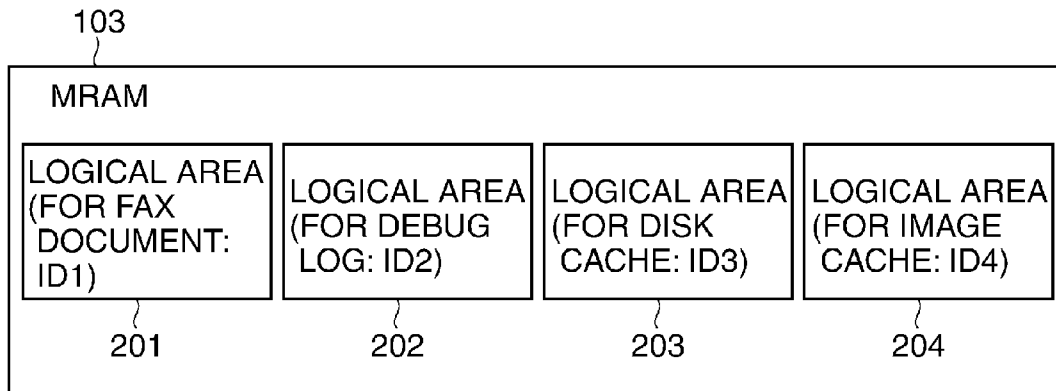 103
MRAM
LOGICAL AREA
(FOR FAX
DOCUMENT:
ID1)
LOGICAL AREA
(FOR DEBUG
LOG: ID2)
LOGICAL AREA
(FOR DISK
CACHE: ID3)
LOGICAL AREA
(FOR IMAGE
CACHE: ID4)
201
202
203
204